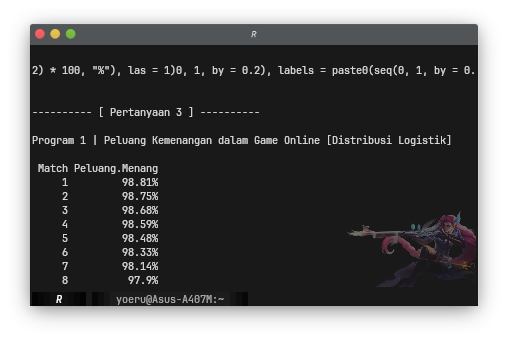 R
2) * 100, "%"), las = 1)0, 1, by = 0.2), labels = paste0(seq(0, 1, by = 0.
---------- [ Pertanyaan 3 ] ----------
Program 1 | Peluang Kemenangan dalam Game Online [Distribusi Logistik]
Match Peluang.Menang
1 98.81%
2 98.75%
3 98.68%
4 98.59%
5 98.48%
6 98.33%
7 98.14%
8 97.9%
R yoeru@Asus-A407M:~